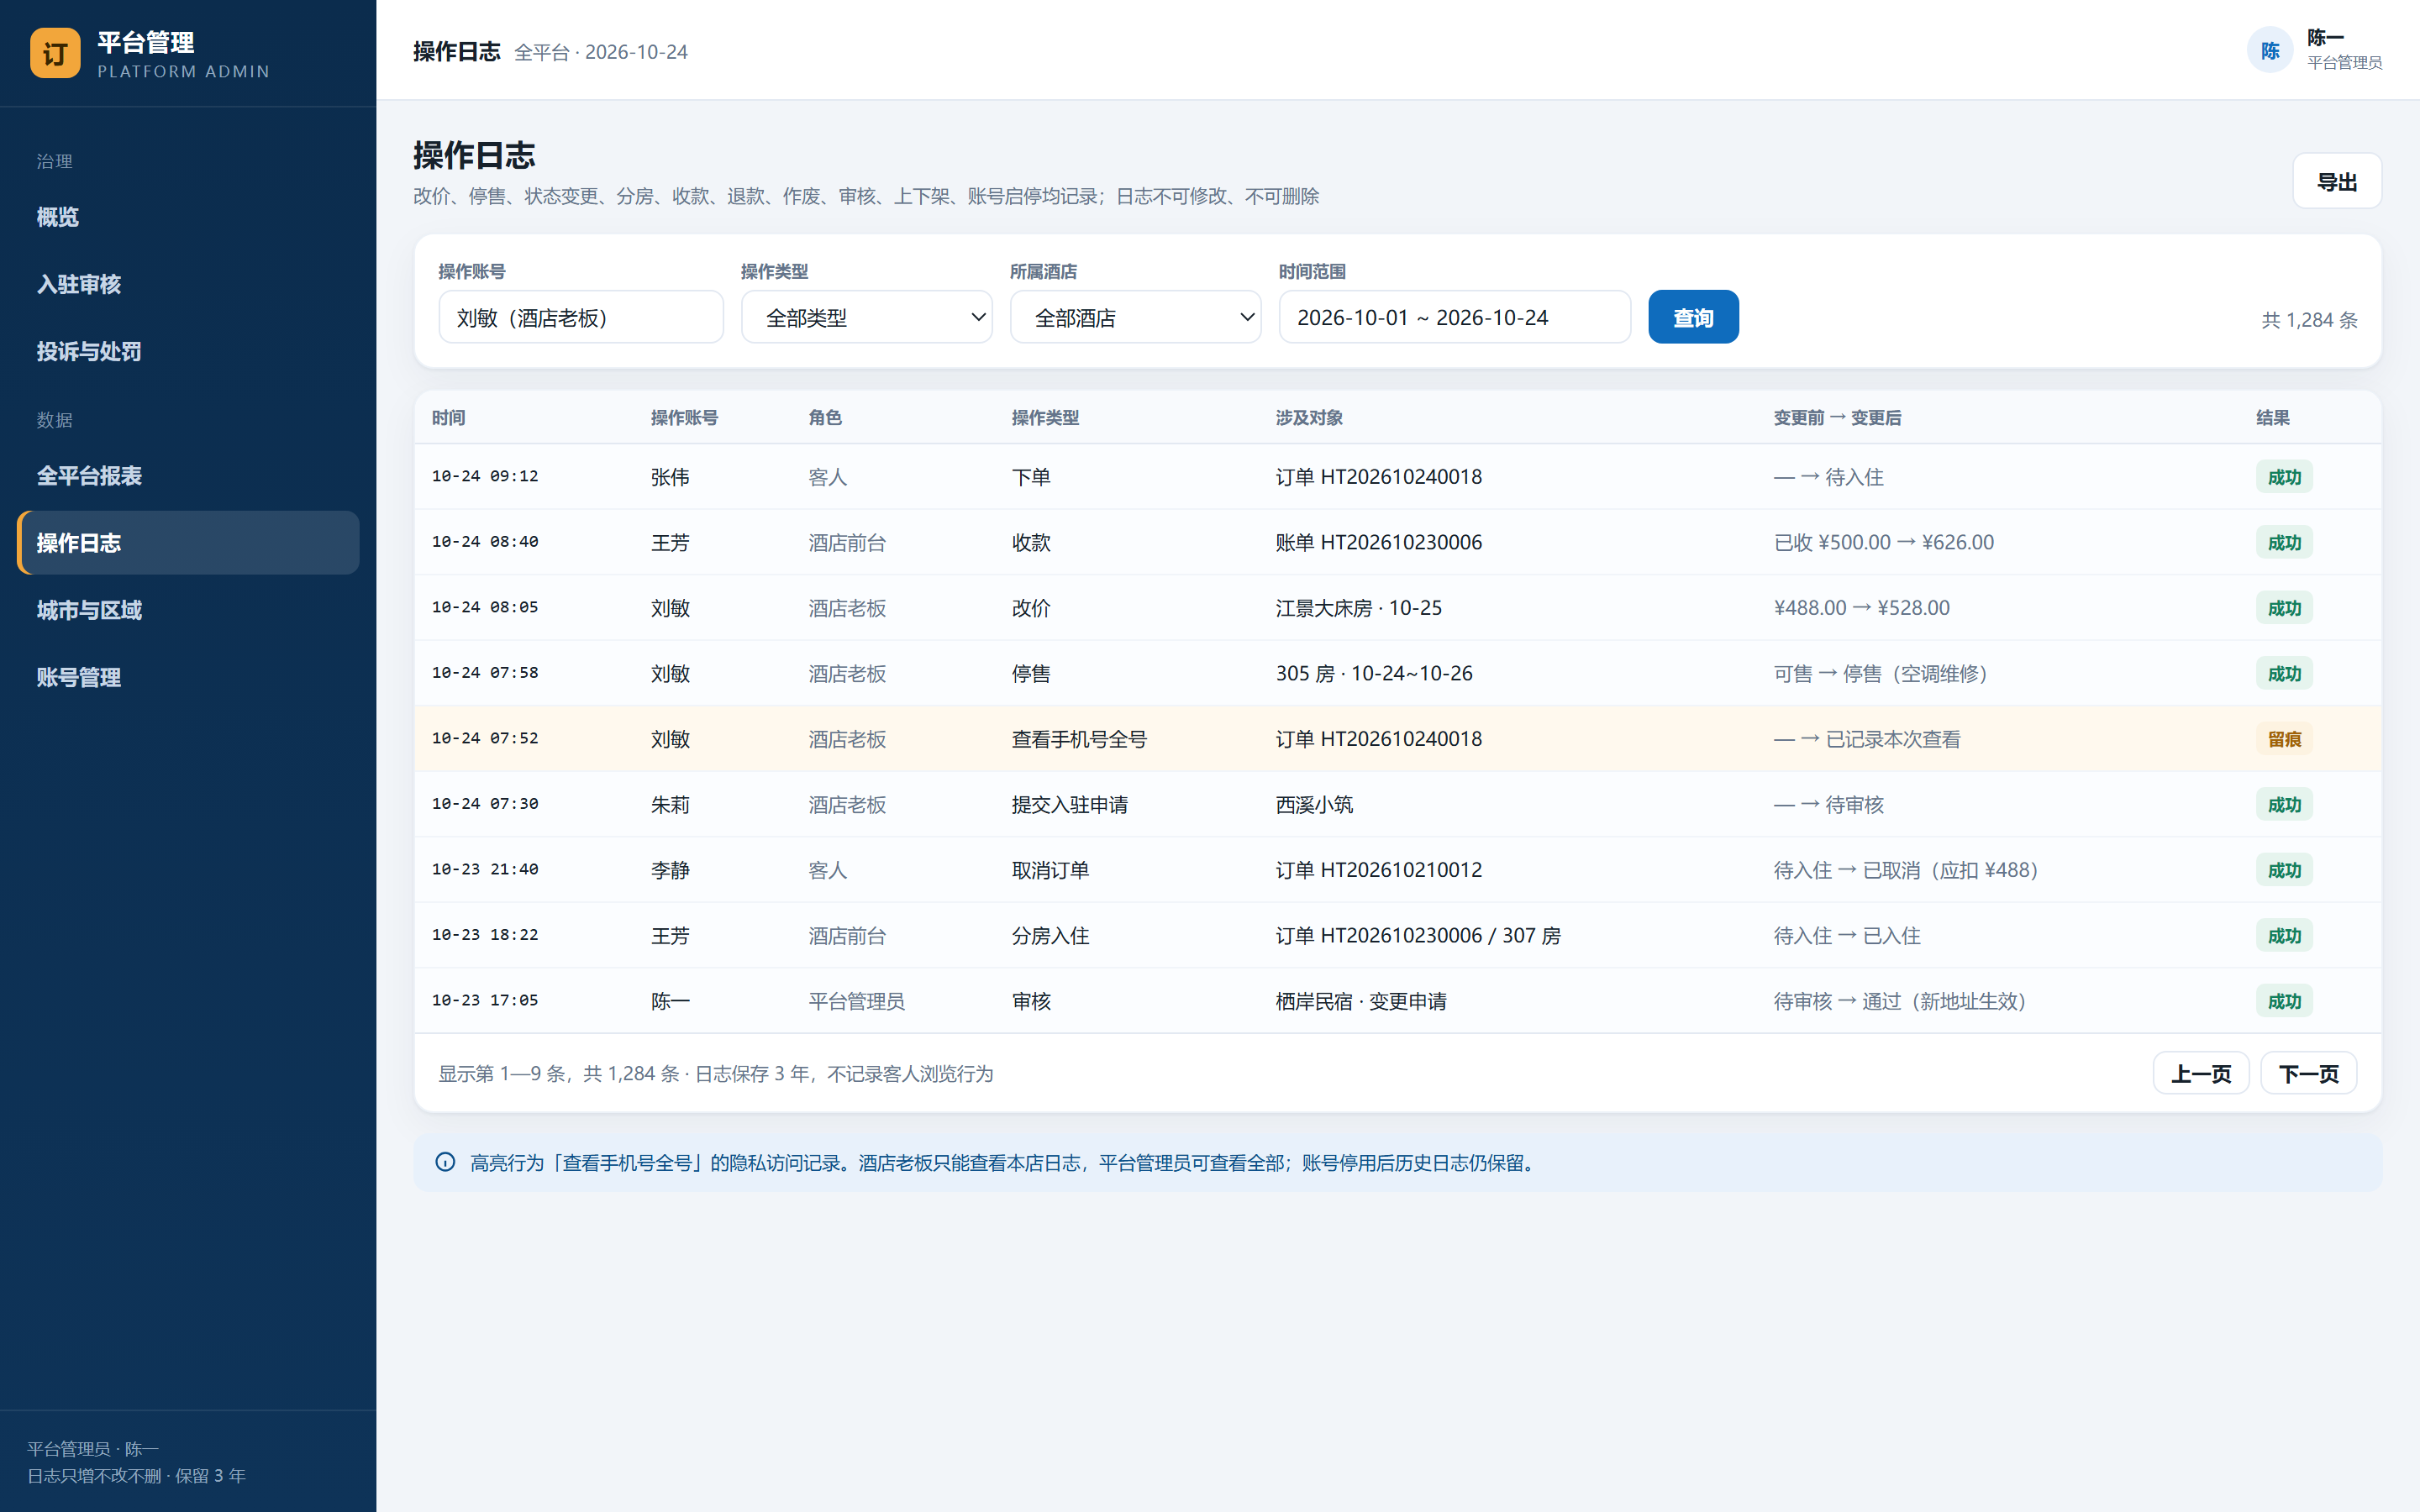 订
平台管理
PLATFORM ADMIN
治理
概览
入驻审核
投诉与处罚
数据
全平台报表
操作日志
城市与区域
账号管理
平台管理员 · 陈一
日志只增不改不删 · 保留 3 年
操作日志 全平台 · 2026-10-24
陈
陈一
平台管理员
操作日志
改价、停售、状态变更、分房、收款、退款、作废、审核、上下架、账号启停均记录；日志不可修改、不可删除
导出
操作账号 操作类型 所属酒店 时间范围
刘敏（酒店老板） 全部类型 全部酒店 2026-10-01 ~ 2026-10-24 查询 共 1,284 条
时间 操作账号 角色 操作类型 涉及对象 变更前 → 变更后 结果
10-24 09:12 张伟 客人 下单 订单 HT202610240018 — → 待入住 成功
10-24 08:40 王芳 酒店前台 收款 账单 HT202610230006 已收 ¥500.00 → ¥626.00 成功
10-24 08:05 刘敏 酒店老板 改价 江景大床房 · 10-25 ¥488.00 → ¥528.00 成功
10-24 07:58 刘敏 酒店老板 停售 305 房 · 10-24~10-26 可售 → 停售（空调维修） 成功
10-24 07:52 刘敏 酒店老板 查看手机号全号 订单 HT202610240018 — → 已记录本次查看 留痕
10-24 07:30 朱莉 酒店老板 提交入驻申请 西溪小筑 — → 待审核 成功
10-23 21:40 李静 客人 取消订单 订单 HT202610210012 待入住 → 已取消（应扣 ¥488） 成功
10-23 18:22 王芳 酒店前台 分房入住 订单 HT202610230006 / 307 房 待入住 → 已入住 成功
10-23 17:05 陈一 平台管理员 审核 栖岸民宿 · 变更申请 待审核 → 通过（新地址生效） 成功
显示第 1—9 条，共 1,284 条 · 日志保存 3 年，不记录客人浏览行为 上一页 下一页
高亮行为「查看手机号全号」的隐私访问记录。酒店老板只能查看本店日志，平台管理员可查看全部；账号停用后历史日志仍保留。